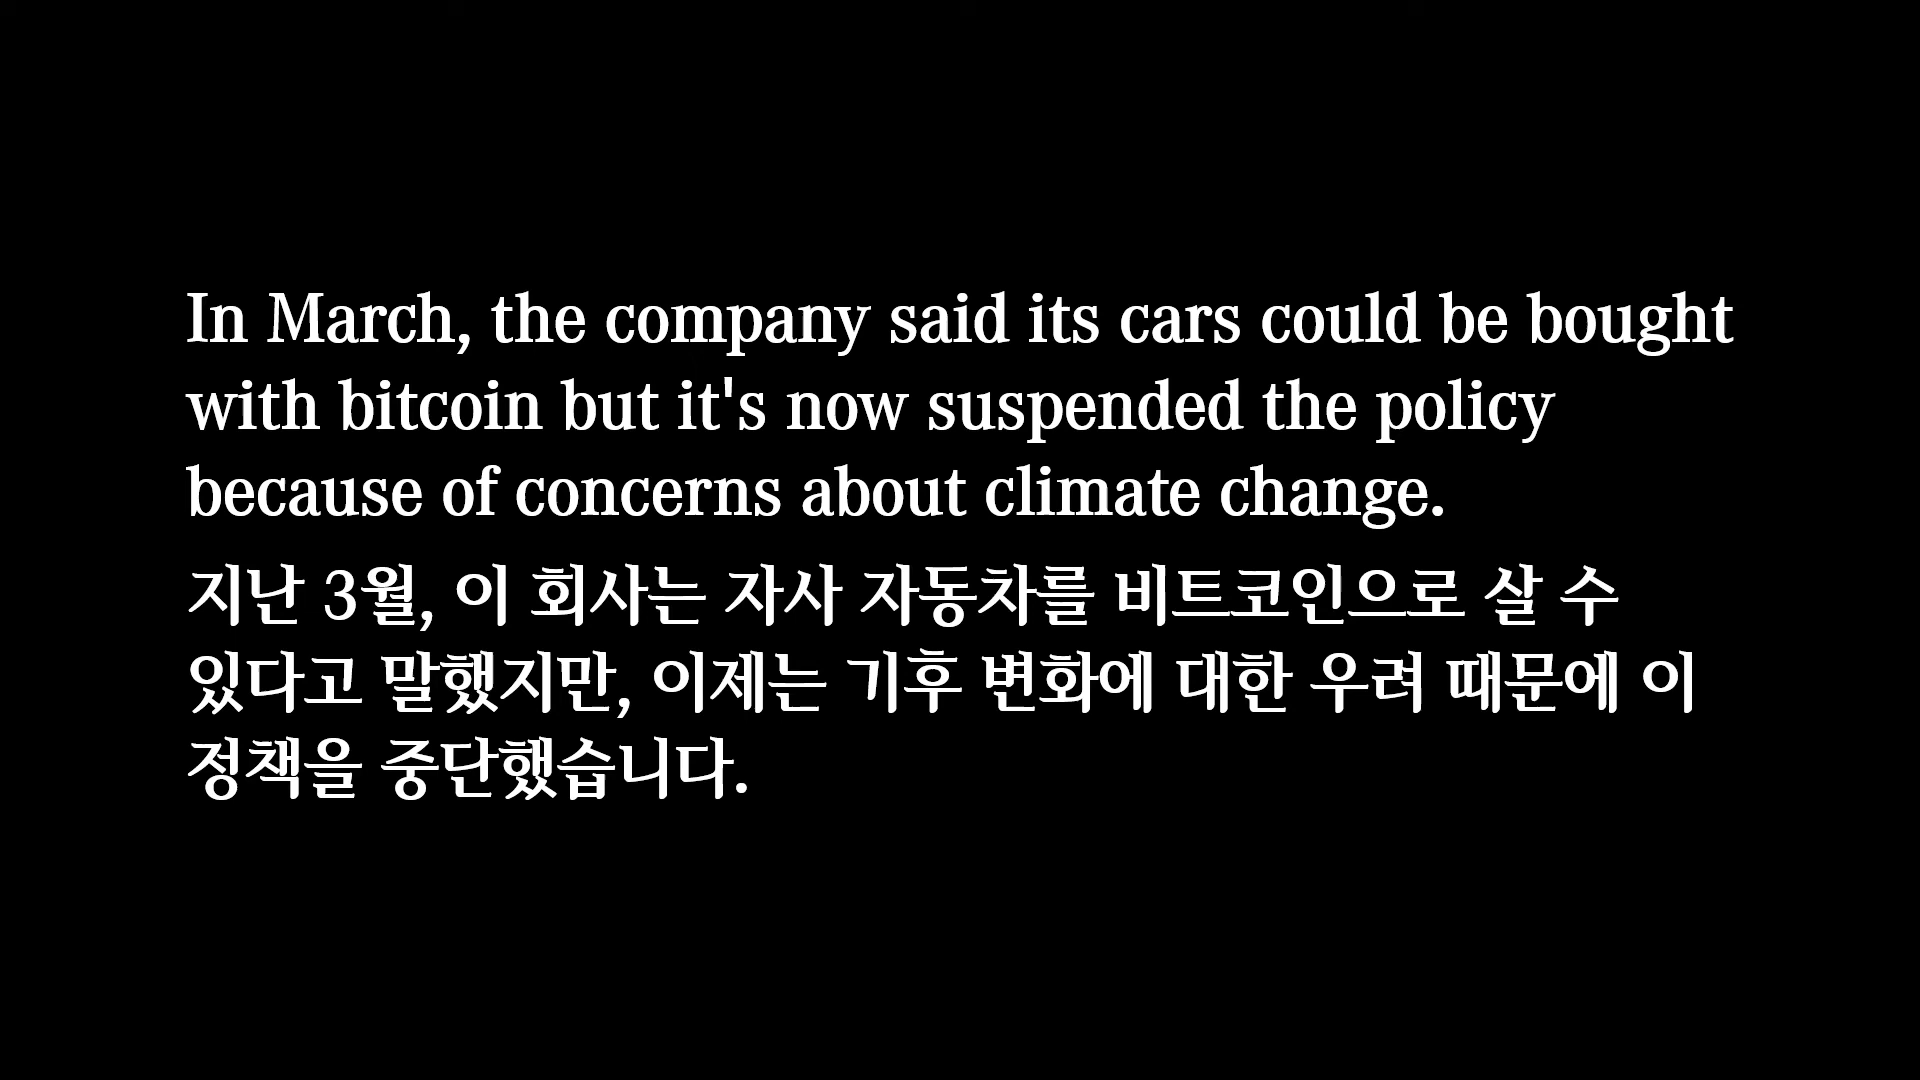 In March, the company said its cars could be bought
with bitcoin but it's now suspended the policy
because of concerns about climate change.
지난 3월, 이 회사는 자사 자동차를 비트코인으로 살 수
있다고 말했지만, 이제는 기후 변화에 대한 우려 때문에 이
정책을 중단했습니다.